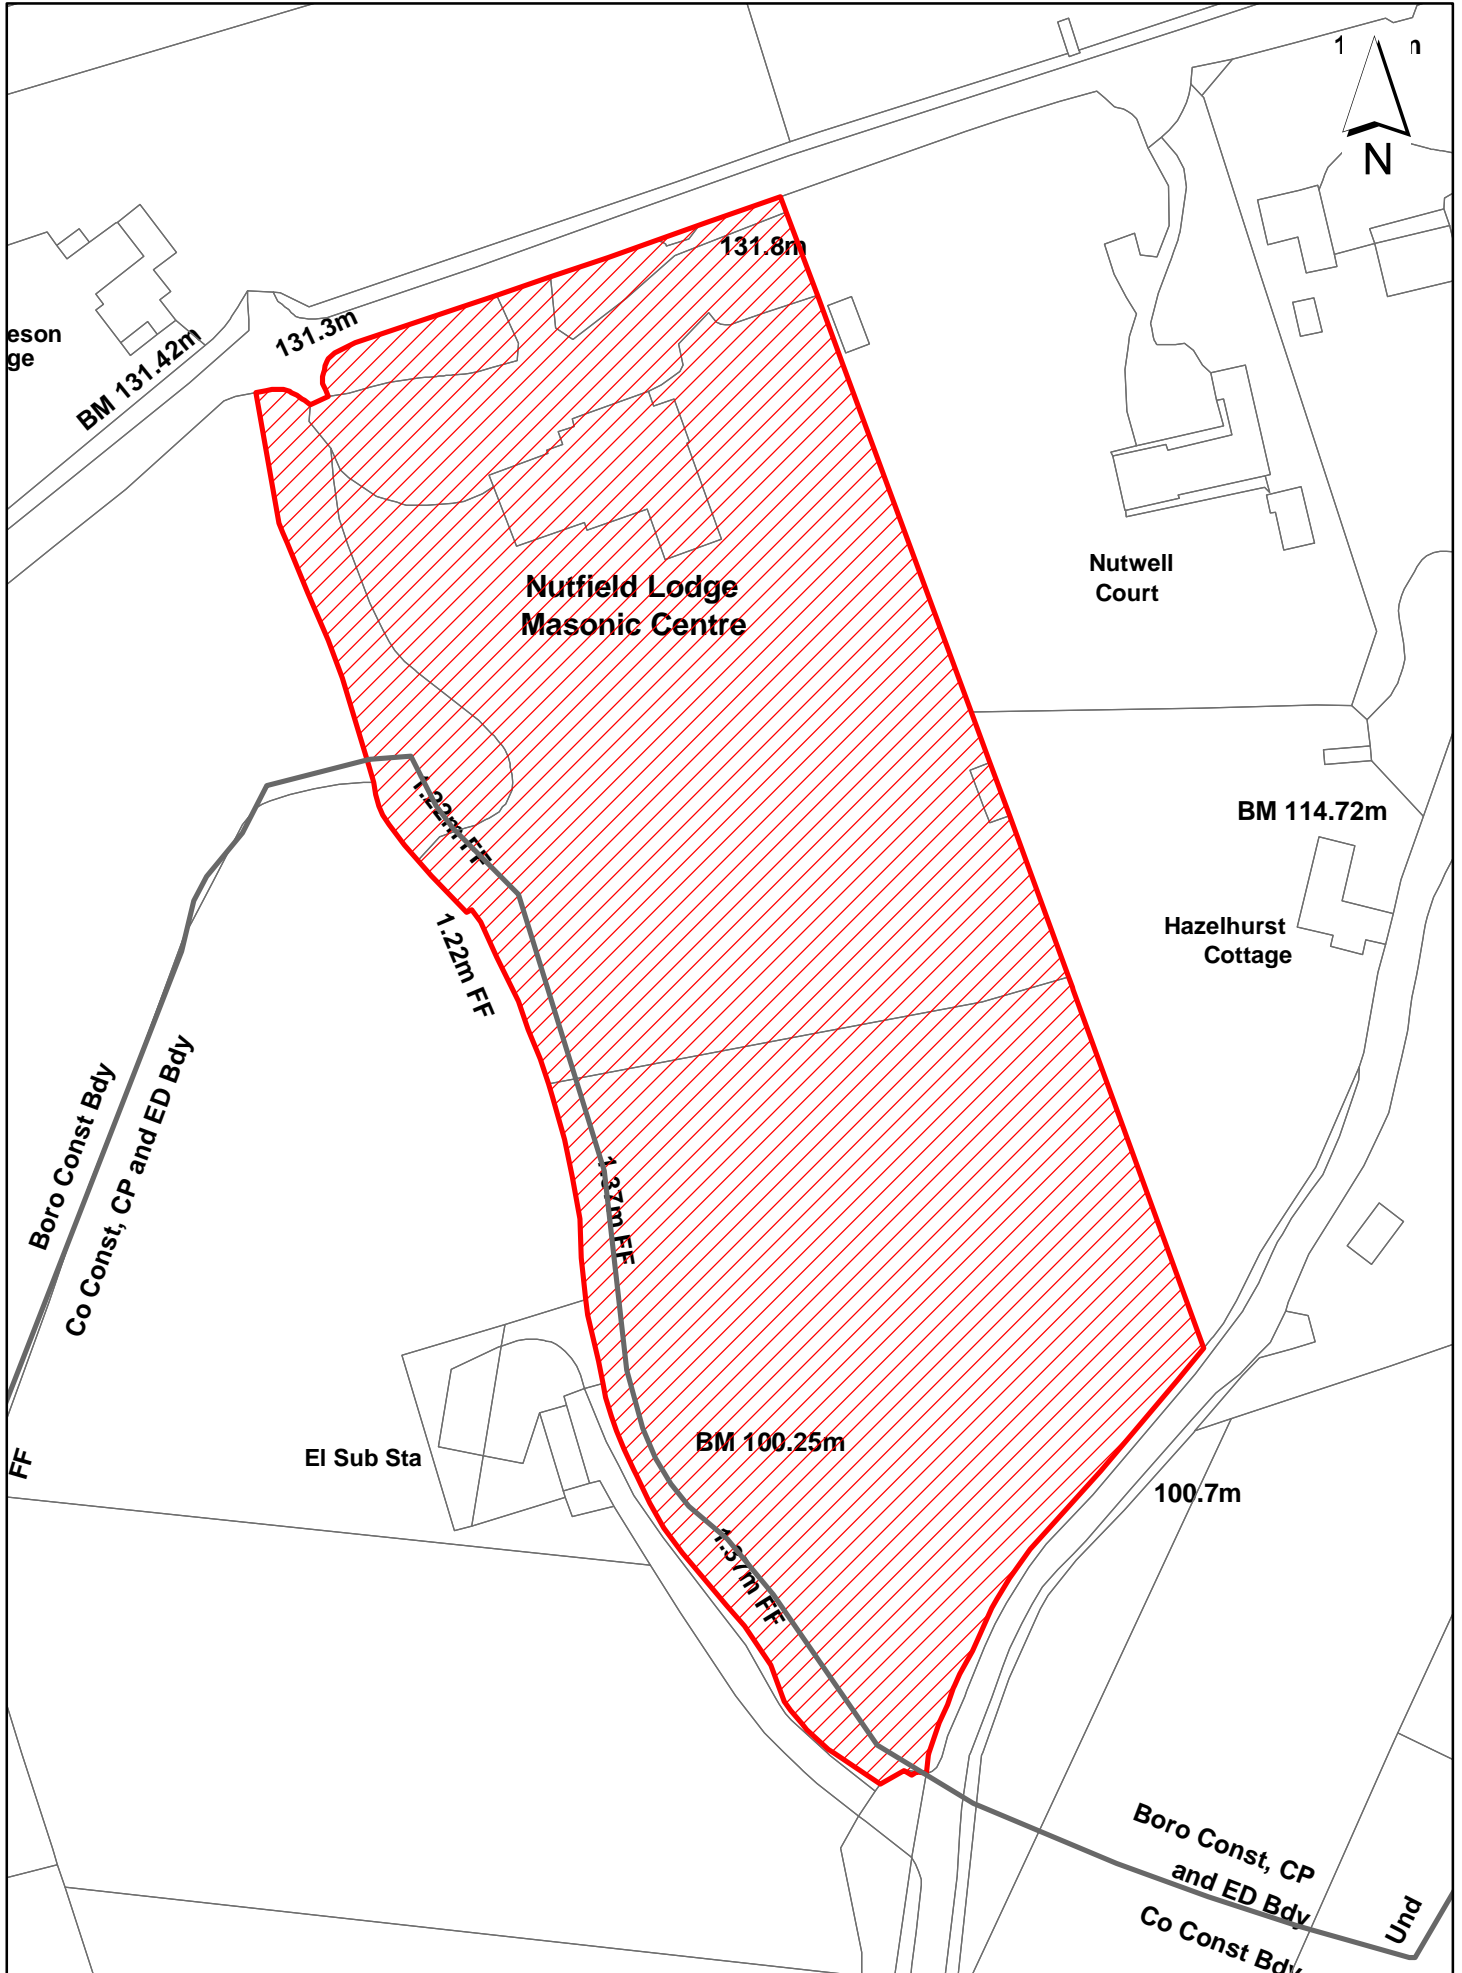 N
131.8m
131.3m
BM 131.42m
eson
ge
Nutfield Lodge
Masonic Centre
Nutwell
Court
1.22m FF
BM 114.72m
1.22m FF
Hazelhurst
Cottage
Boro Const Bdy
Co Const, CP and ED Bdy
1.37m FF
BM 100.25m
El Sub Sta
FF
100.7m
1.37m FF
Boro Const, CP
and ED Bdy
Co Const Bdy
Und